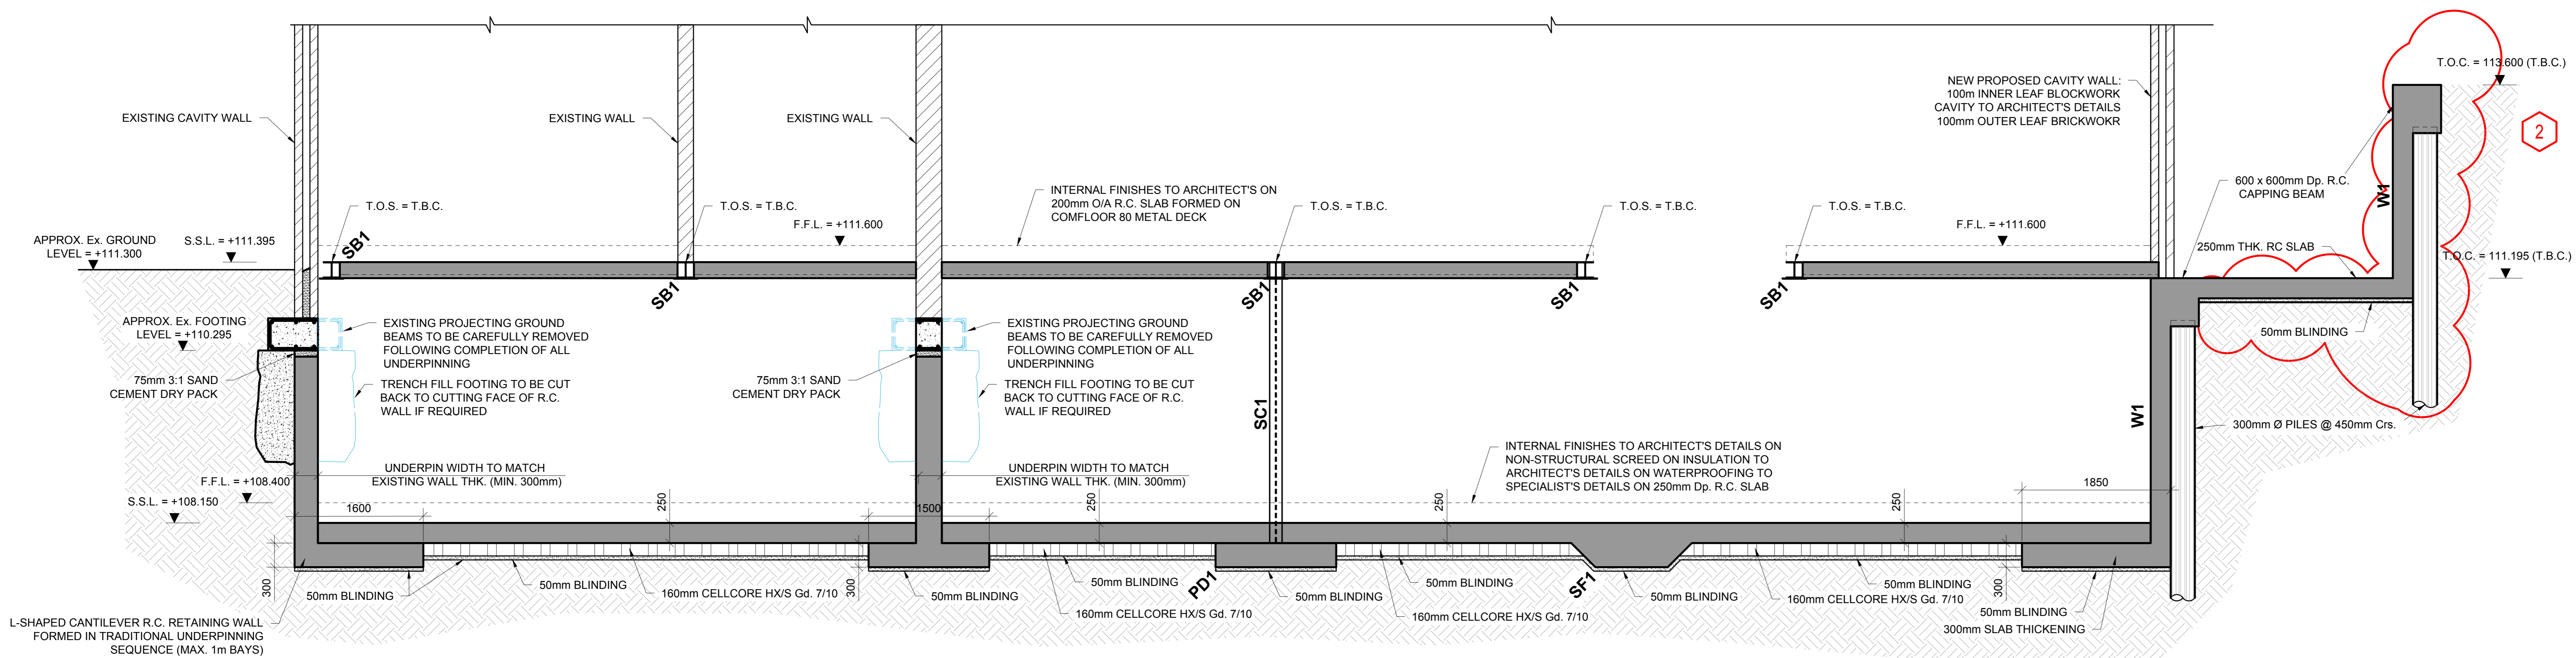 T.O.C. = 113.600 (T.B.C.)
2
NEW PROPOSED CAVITY WALL:
100m INNER LEAF BLOCKWORK
CAVITY TO ARCHITECT'S DETAILS
100mm OUTER LEAF BRICKWOKR
EXISTING CAVITY WALL
EXISTING WALL
EXISTING WALL
600 x 600mm Dp. R.C.
CAPPING BEAM
W1
INTERNAL FINISHES TO ARCHITECT'S ON
200mm O/A R.C. SLAB FORMED ON
COMFLOOR 80 METAL DECK
T.O.S. = T.B.C.
T.O.S. = T.B.C.
T.O.S. = T.B.C.
T.O.S. = T.B.C.
T.O.S. = T.B.C.
F.F.L. = +111.600
F.F.L. = +111.600
APPROX. Ex. GROUND
LEVEL = +111.300
S.S.L. = +111.395
SB1
250mm THK. RC SLAB
T.O.C. = 111.195 (T.B.C.)
SB1
SB1
SB1
SB1
APPROX. Ex. FOOTING
LEVEL = +110.295
EXISTING PROJECTING GROUND
BEAMS TO BE CAREFULLY REMOVED
FOLLOWING COMPLETION OF ALL
UNDERPINNING
EXISTING PROJECTING GROUND
BEAMS TO BE CAREFULLY REMOVED
FOLLOWING COMPLETION OF ALL
UNDERPINNING
50mm BLINDING
75mm 3:1 SAND
CEMENT DRY PACK
TRENCH FILL FOOTING TO BE CUT
BACK TO CUTTING FACE OF R.C.
WALL IF REQUIRED
75mm 3:1 SAND
CEMENT DRY PACK
TRENCH FILL FOOTING TO BE CUT
BACK TO CUTTING FACE OF R.C.
WALL IF REQUIRED
SC1
W1
300mm Ø PILES @ 450mm Crs.
INTERNAL FINISHES TO ARCHITECT'S DETAILS ON
NON-STRUCTURAL SCREED ON INSULATION TO
ARCHITECT'S DETAILS ON WATERPROOFING TO
SPECIALIST'S DETAILS ON 250mm Dp. R.C. SLAB
UNDERPIN WIDTH TO MATCH
EXISTING WALL THK. (MIN. 300mm)
UNDERPIN WIDTH TO MATCH
EXISTING WALL THK. (MIN. 300mm)
F.F.L. = +108.400
S.S.L. = +108.150
1600
250
1500
250
250
250
1850
300
50mm BLINDING
50mm BLINDING
160mm CELLCORE HX/S Gd. 7/10
300
50mm BLINDING
50mm BLINDING
160mm CELLCORE HX/S Gd. 7/10
PD1
50mm BLINDING
50mm BLINDING
160mm CELLCORE HX/S Gd. 7/10
SF1
50mm BLINDING
50mm BLINDING
160mm CELLCORE HX/S Gd. 7/10
300
50mm BLINDING
300mm SLAB THICKENING
L-SHAPED CANTILEVER R.C. RETAINING WALL
FORMED IN TRADITIONAL UNDERPINNING
SEQUENCE (MAX. 1m BAYS)